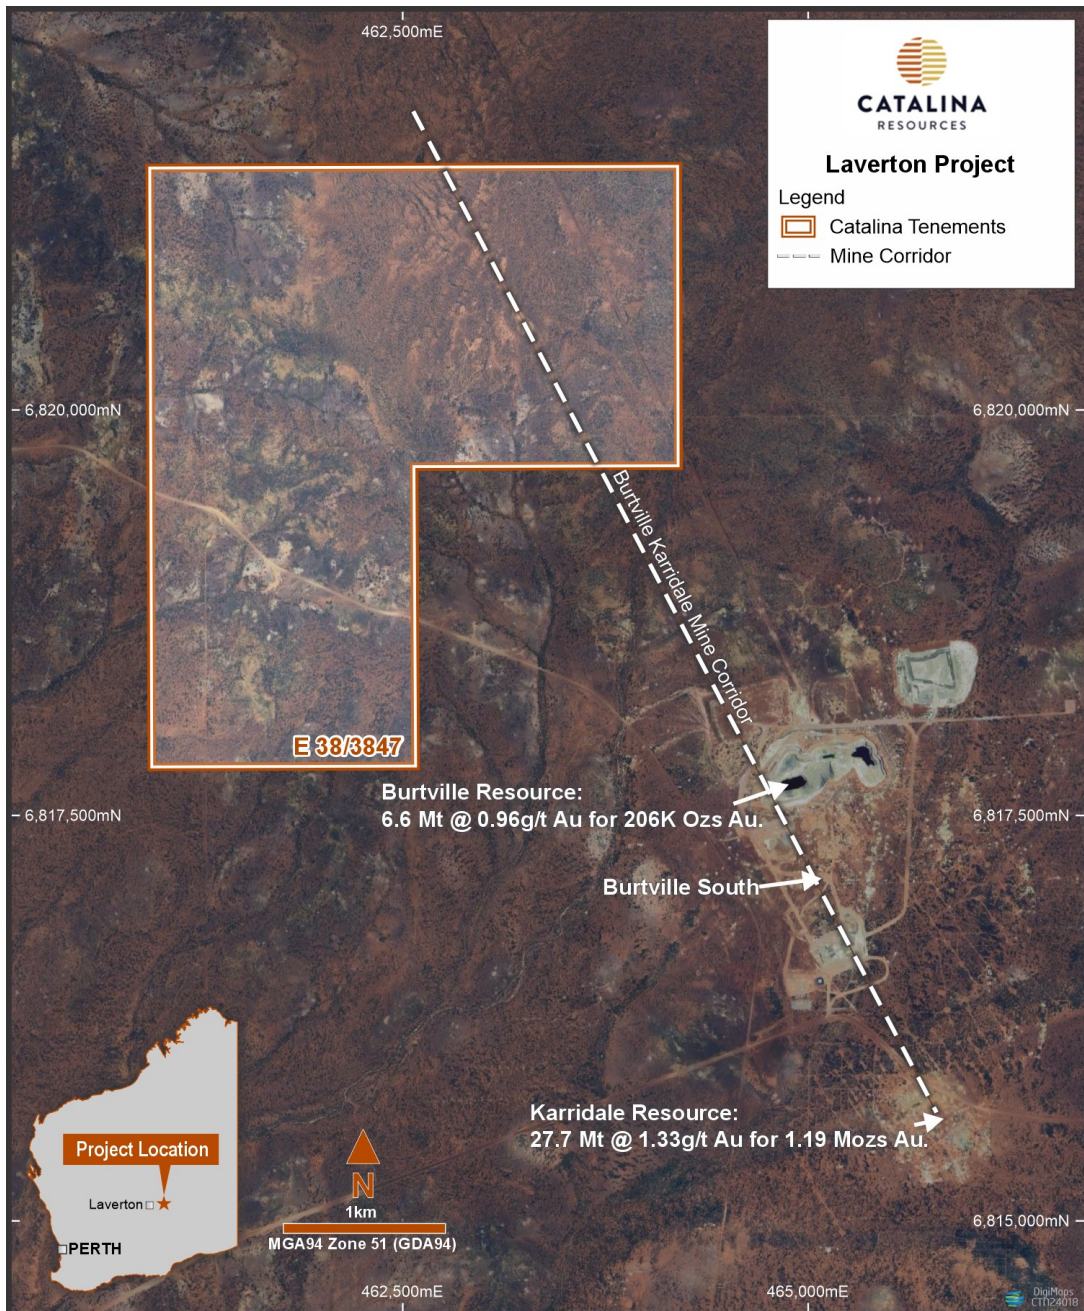 462,500mE
CATALINA
RESOURCES
Laverton Project
Legend
Catalina Tenements
Mine Corridor
6,820,000mN
6,820,000mN
Burtville Karridale Mine Corridor
E 38/3847
Burtville Resource:
6.6 Mt @ 0.96g/t Au for 206K Ozs Au.
6,817,500mN
6,817,500mN
Burtville South
Karridale Resource:
27.7 Mt @ 1.33g/t Au for 1.19 Mozs Au.
Project Location
Laverton
PERTH
N
1km
MGA94 Zone 51 (GDA94)
6,815,000mN
462,500mE
465,000mE
DigiMaps
CTN24018